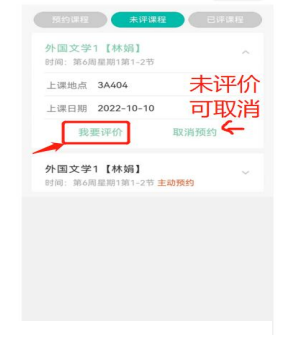 预约课程 未评课程 已评课程
外国文学1【林娟】
时间：第6周星期1第1-2节
上课地点 3A404
未评价
上课日期 2022-10-10
可取消
我要评价 取消预约
外国文学1【林娟】
时间：第6周星期1第1-2节 主动预约